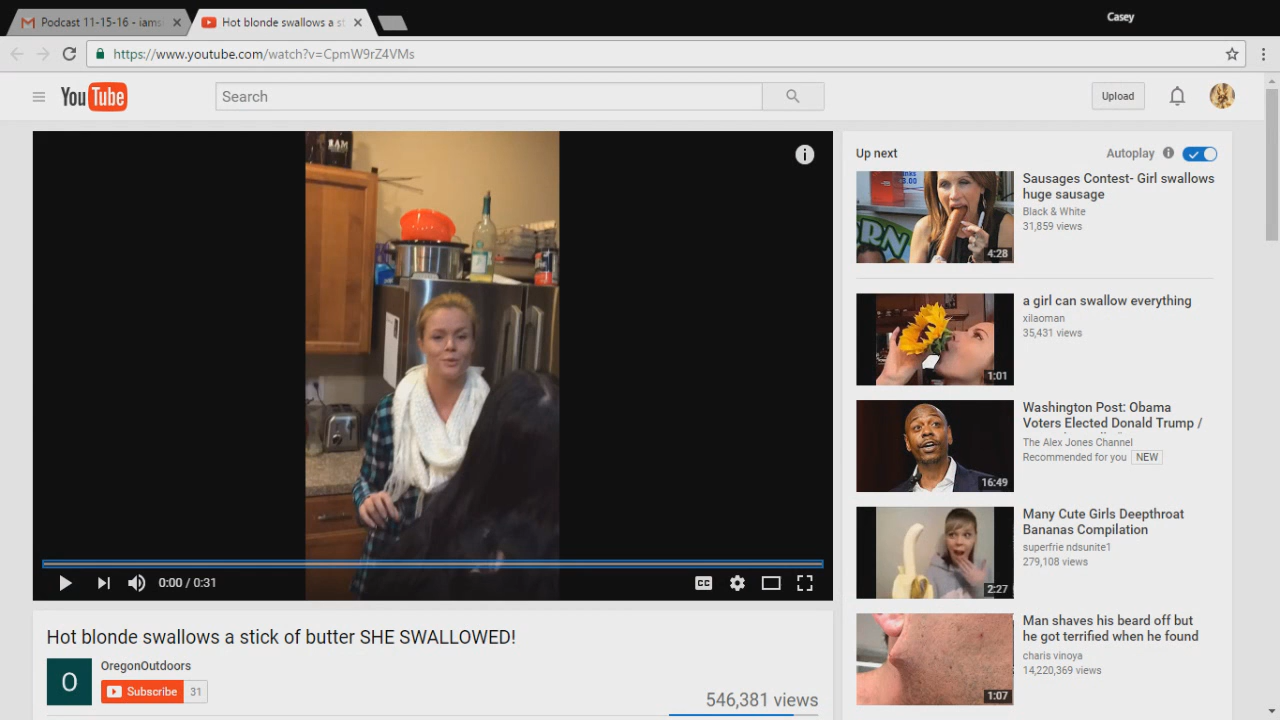 Podcast 11-15-16 - iams
Hot blonde swallows a st
Casey
https://www.youtube.com/watch?v=CpmW9rZ4VMs
YouTube
Search
Upload
i
Up next
Autoplay
Sausages Contest- Girl swallows
huge sausage
Black & White
31,859 views
4:28
a girl can swallow everything
xilaoman
35,431 views
1:01
Washington Post: Obama
Voters Elected Donald Trump /
The Alex Jones Channel
Recommended for you NEW
16:49
Many Cute Girls Deepthroat
Bananas Compilation
superfrie ndsunite1
279,108 views
2:27
Man shaves his beard off but
he got terrified when he found
charis vinoya
14,220,369 views
1:07
0:00 / 0:31
CC
Hot blonde swallows a stick of butter SHE SWALLOWED!
O
OregonOutdoors
Subscribe 31
546,381 views